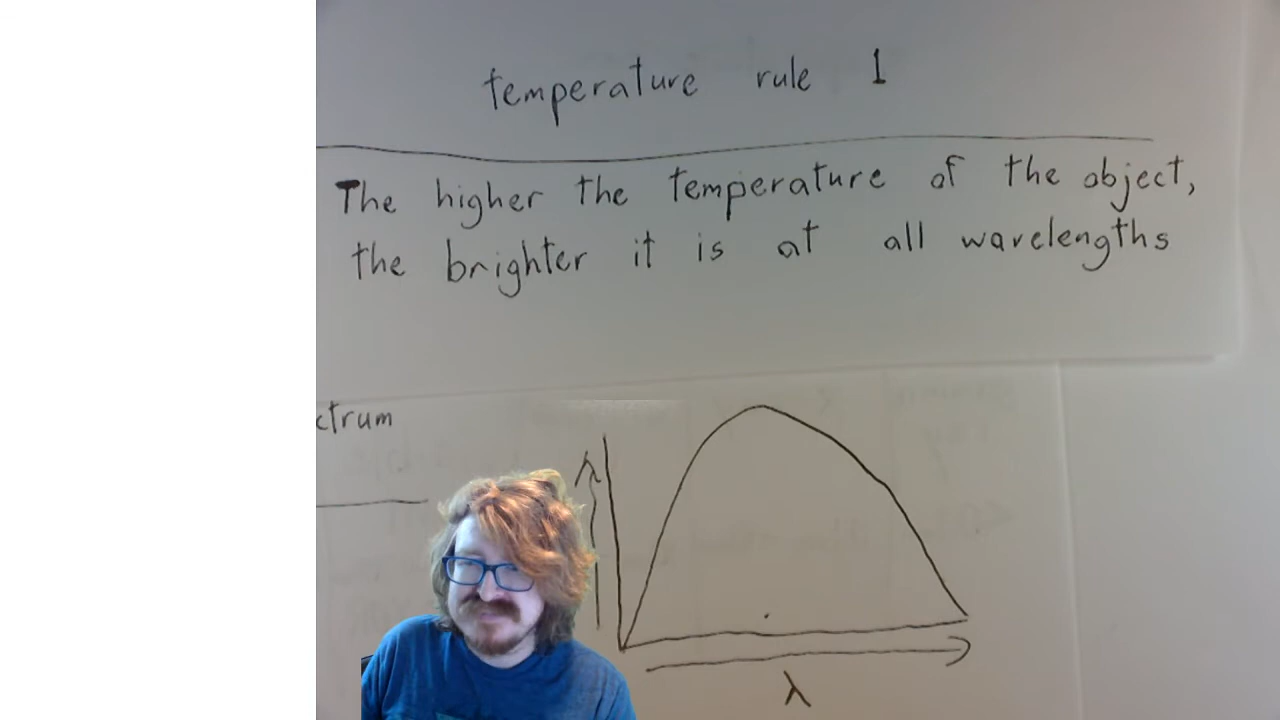 temperature rule 1
The higher the temperature of the object,
the brighter it is at all wavelengths
ctrum
λ